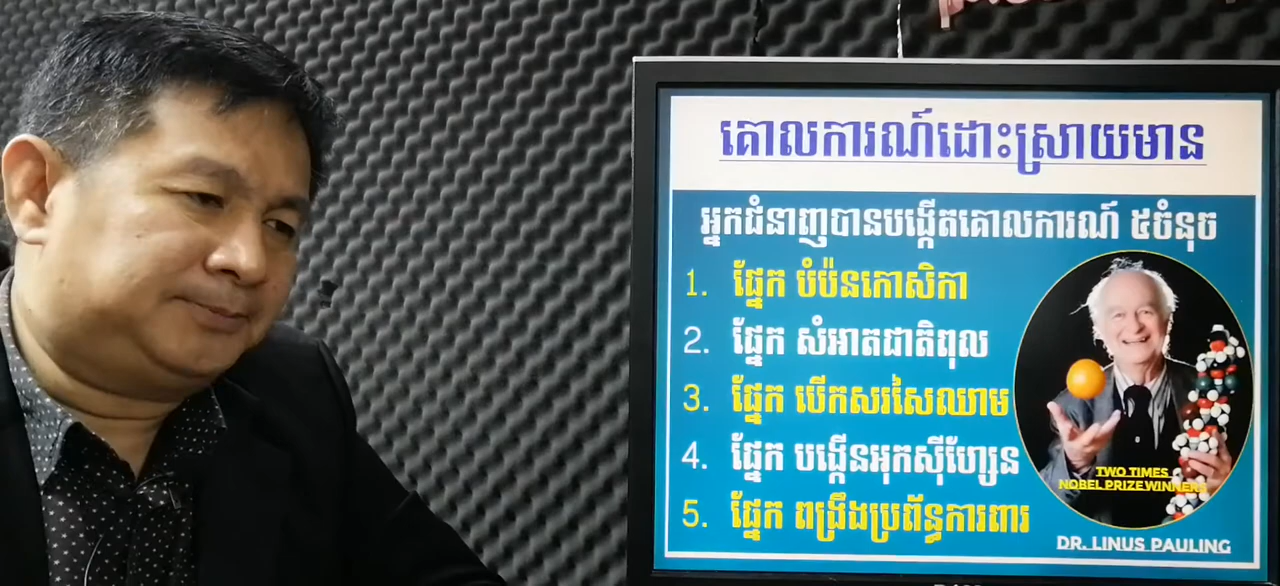 គោលការណ៍ដោះស្រាយមាន
អ្នកជំនាញបានបង្កើតគោលការណ៍ ៥ចំនុច
1. ផ្នែក បំប៉នកោសិកា
2. ផ្នែក សំអាតជាតិពុល
3. ផ្នែក បើកសរសៃឈាម
4. ផ្នែក បង្កើនអុកស៊ីហ្សែន
5. ផ្នែក ពង្រឹងប្រព័ន្ធការពារ
TWO TIMES
NOBEL PRIZE WINNERS
DR. LINUS PAULING